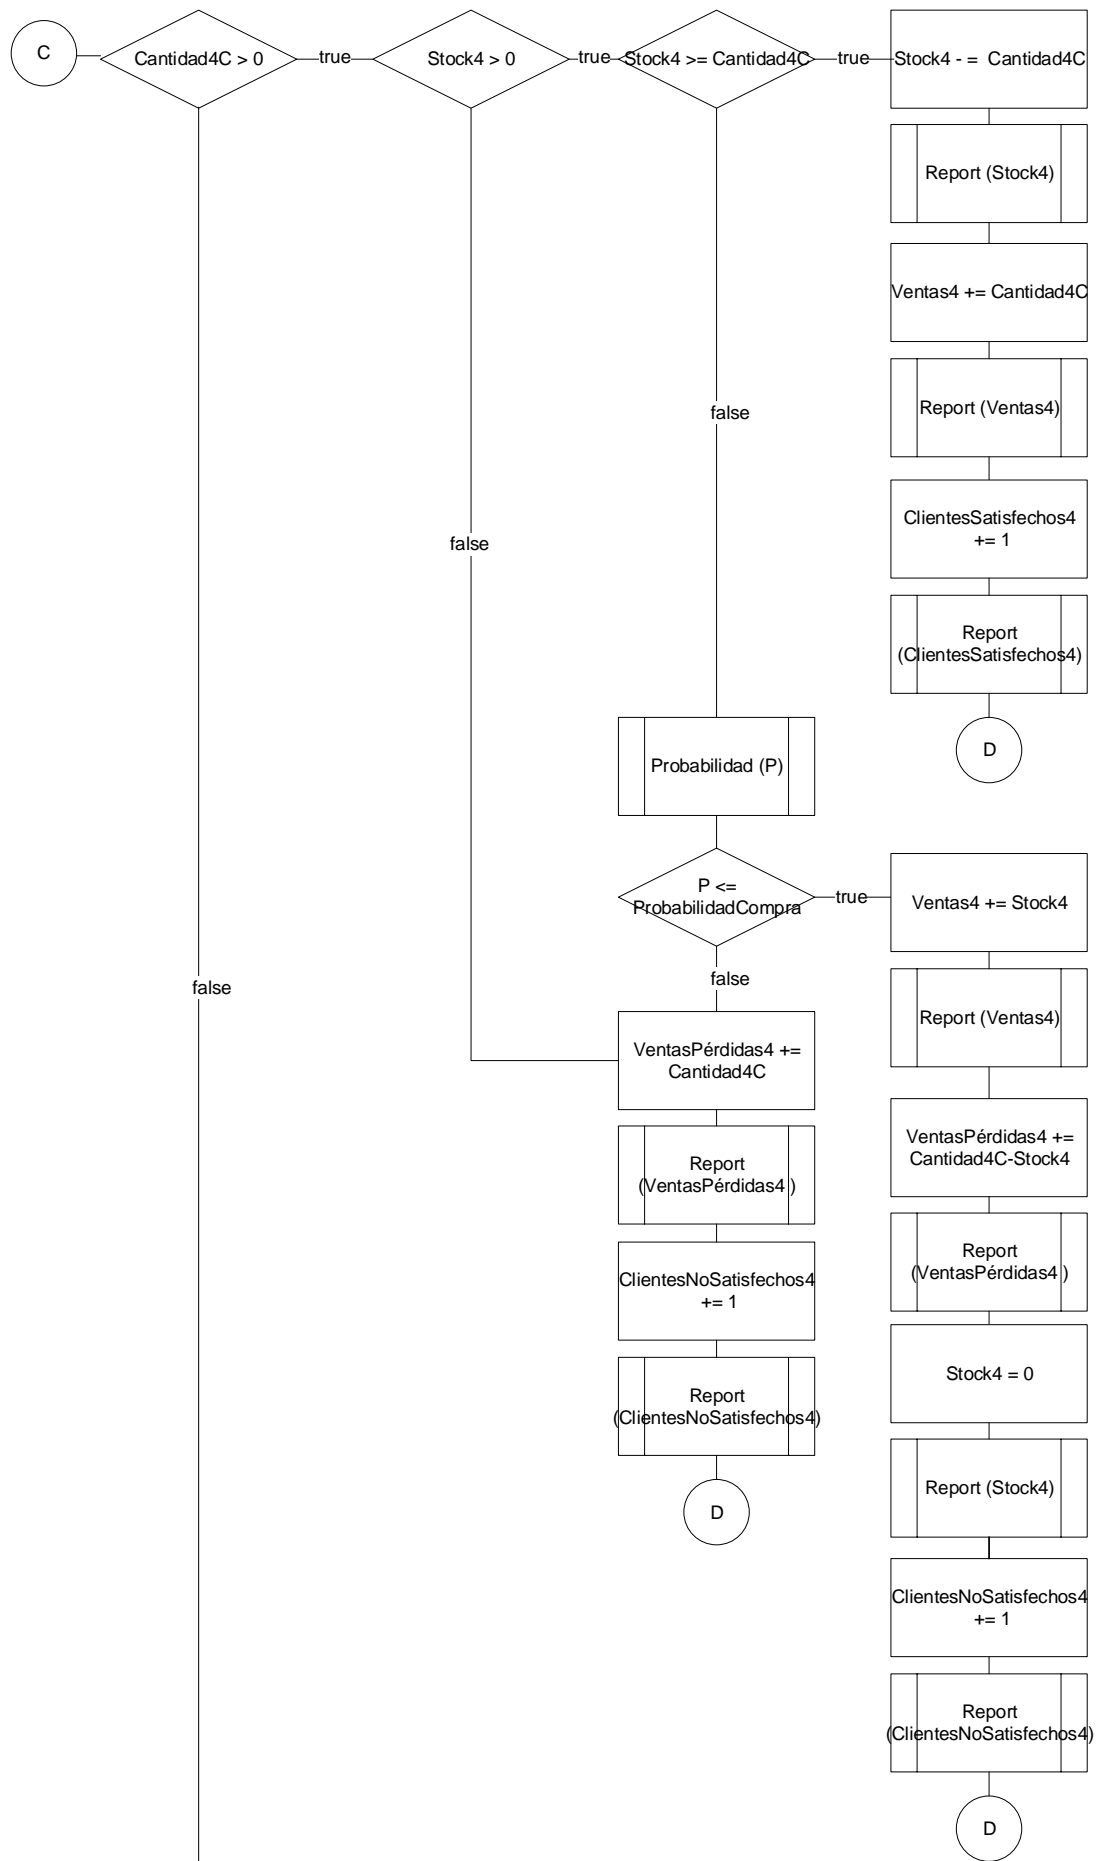 C
Cantidad4C > 0
true
Stock4 > 0
true
Stock4 >= Cantidad4C
true
Stock4 - = Cantidad4C
Report (Stock4)
Ventas4 += Cantidad4C
Report (Ventas4)
ClientesSatisfechos4
+= 1
Report
(ClientesSatisfechos4)
D
false
false
false
Probabilidad (P)
P <=
ProbabilidadCompra
true
false
Ventas4 += Stock4
Report (Ventas4)
VentasPérdidas4 +=
Cantidad4C-Stock4
Report
(VentasPérdidas4 )
Stock4 = 0
Report (Stock4)
ClientesNoSatisfechos4
+= 1
Report
(ClientesNoSatisfechos4)
D
VentasPérdidas4 +=
Cantidad4C
Report
(VentasPérdidas4 )
ClientesNoSatisfechos4
+= 1
Report
(ClientesNoSatisfechos4)
D